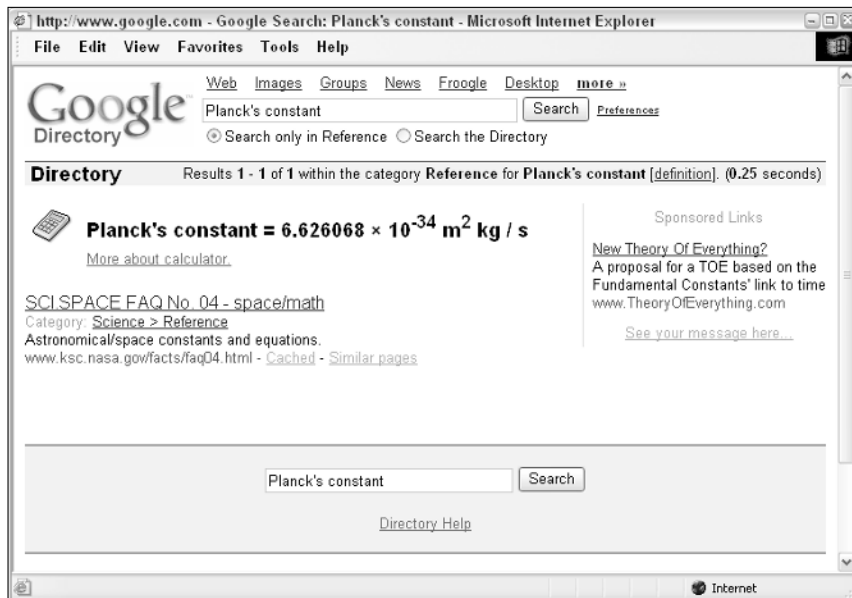 http://www.google.com - Google Search: Planck's constant - Microsoft Internet Explorer
File Edit View Favorites Tools Help
Web Images Groups News Froogle Desktop more »
Google™
Directory
Planck's constant Search Preferences
Search only in Reference Search the Directory
Directory Results 1 - 1 of 1 within the category Reference for Planck's constant [definition]. (0.25 seconds)
Planck's constant = 6.626068 × 10⁻³⁴ m² kg / s
More about calculator.
SCI.SPACE FAQ No. 04 - space/math
Category: Science > Reference
Astronomical/space constants and equations.
www.ksc.nasa.gov/facts/faq04.html - Cached - Similar pages
Sponsored Links
New Theory Of Everything?
A proposal for a TOE based on the
Fundamental Constants' link to time
www.TheoryOfEverything.com
See your message here...
Planck's constant Search
Directory Help
Internet